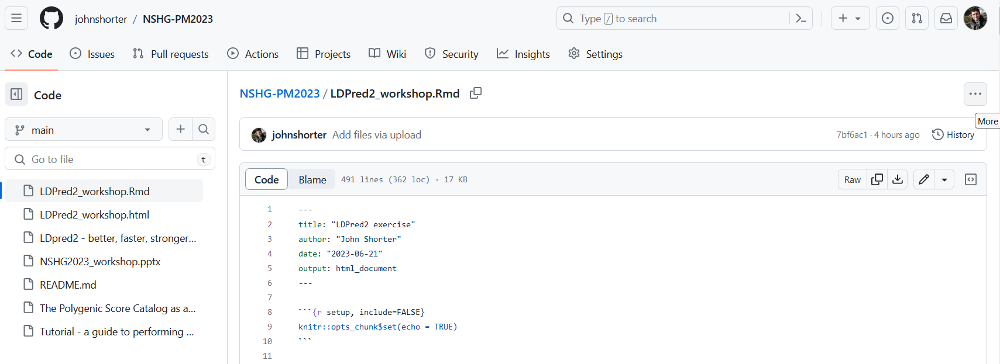 johnshorter / NSHG-PM2023
Type / to search
Code Issues Pull requests Actions Projects Wiki Security Insights Settings
Code
main
Go to file
t
LDPred2_workshop.Rmd
LDPred2_workshop.html
LDpred2 - better, faster, stronger...
NSHG2023_workshop.pptx
README.md
The Polygenic Score Catalog as a...
Tutorial - a guide to performing ...
NSHG-PM2023 / LDPred2_workshop.Rmd
More
johnshorter Add files via upload
7bf6ac1 · 4 hours ago History
Code Blame 491 lines (362 loc) · 17 KB Raw
1 ---
2 title: "LDPred2 exercise"
3 author: "John Shorter"
4 date: "2023-06-21"
5 output: html_document
6 ---
7
8 ```{r setup, include=FALSE}
9 knitr::opts_chunk$set(echo = TRUE)
10 ```
11